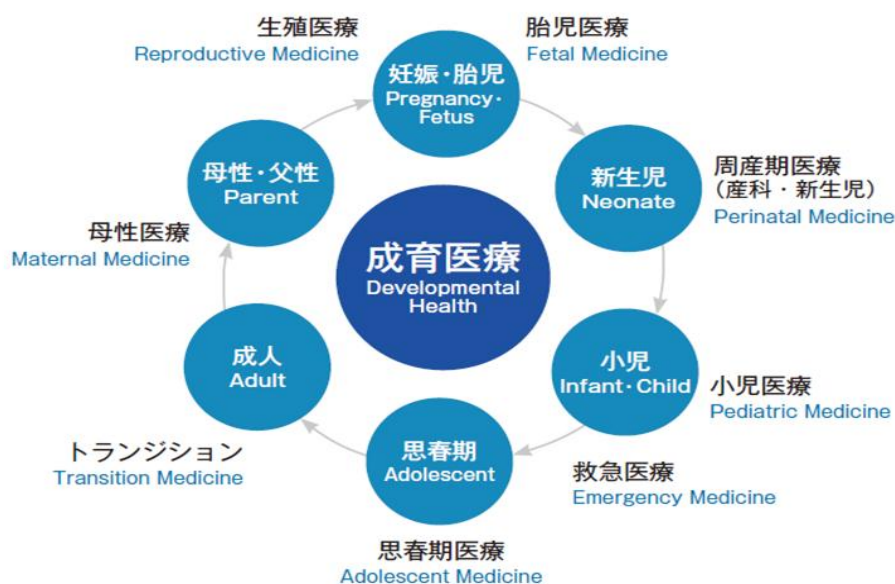 生殖医療
Reproductive Medicine
胎児医療
Fetal Medicine
妊娠・胎児
Pregnancy・
Fetus
母性・父性
Parent
新生児
Neonate
周産期医療
（産科・新生児）
Perinatal Medicine
母性医療
Maternal Medicine
成育医療
Developmental
Health
成人
Adult
小児
Infant・Child
小児医療
Pediatric Medicine
トランジション
Transition Medicine
思春期
Adolescent
救急医療
Emergency Medicine
思春期医療
Adolescent Medicine